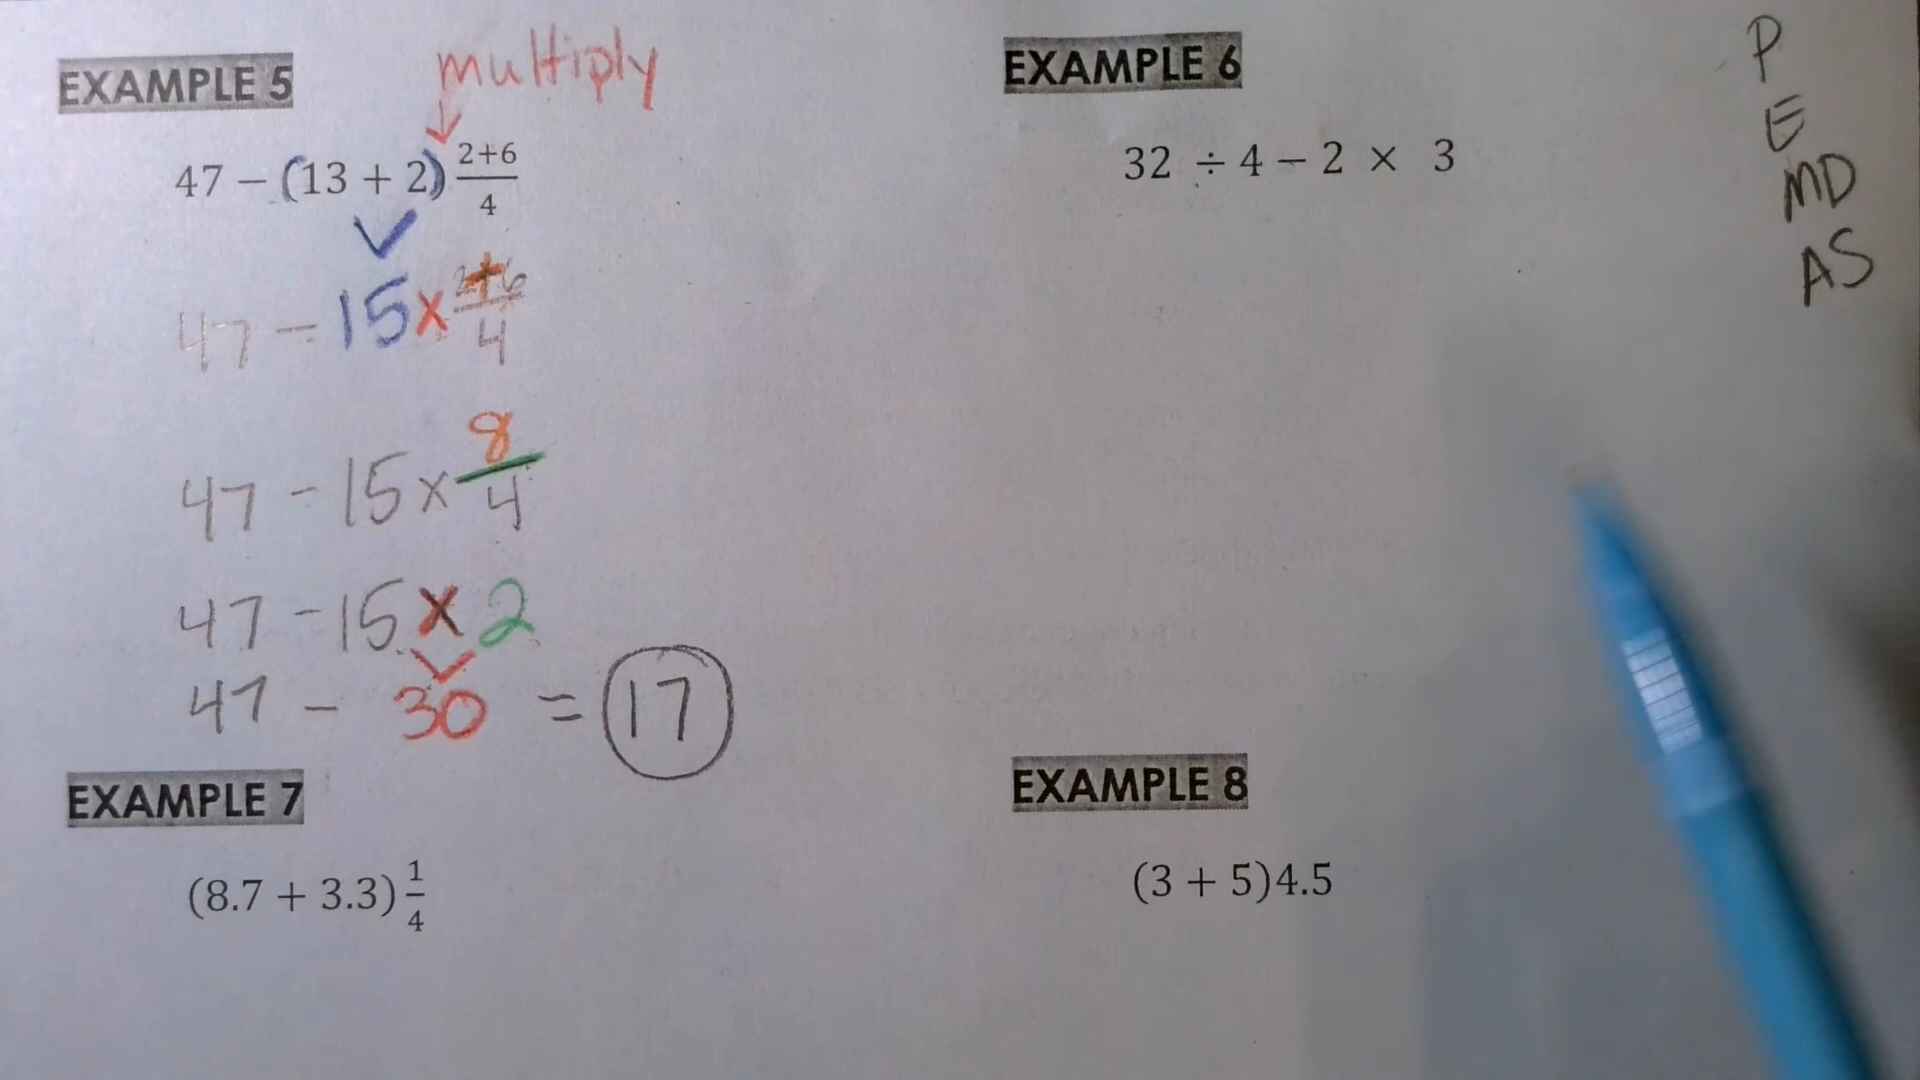 EXAMPLE 5
multiply
47 − (13 + 2) 2+6/4
47 − 15 x 2+6/4
47 − 15 x 8/4
47 − 15 x 2
47 − 30 = 17
EXAMPLE 6
32 ÷ 4 − 2 × 3
P
E
MD
AS
EXAMPLE 7
(8.7 + 3.3) 1/4
EXAMPLE 8
(3 + 5)4.5